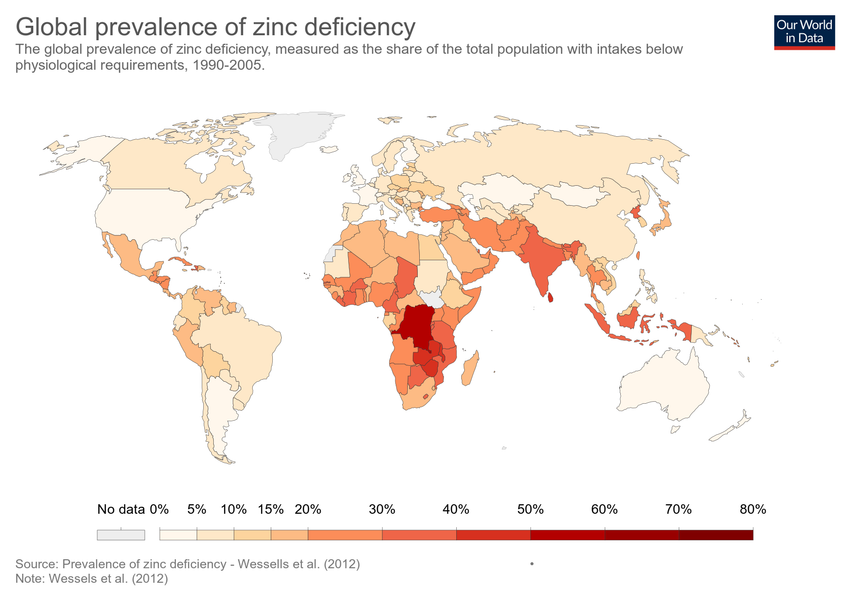 Global prevalence of zinc deficiency
Our World
in Data
The global prevalence of zinc deficiency, measured as the share of the total population with intakes below
physiological requirements, 1990-2005.
No data 0% 5% 10% 15% 20% 30% 40% 50% 60% 70% 80%
Source: Prevalence of zinc deficiency - Wessells et al. (2012)
Note: Wessels et al. (2012)